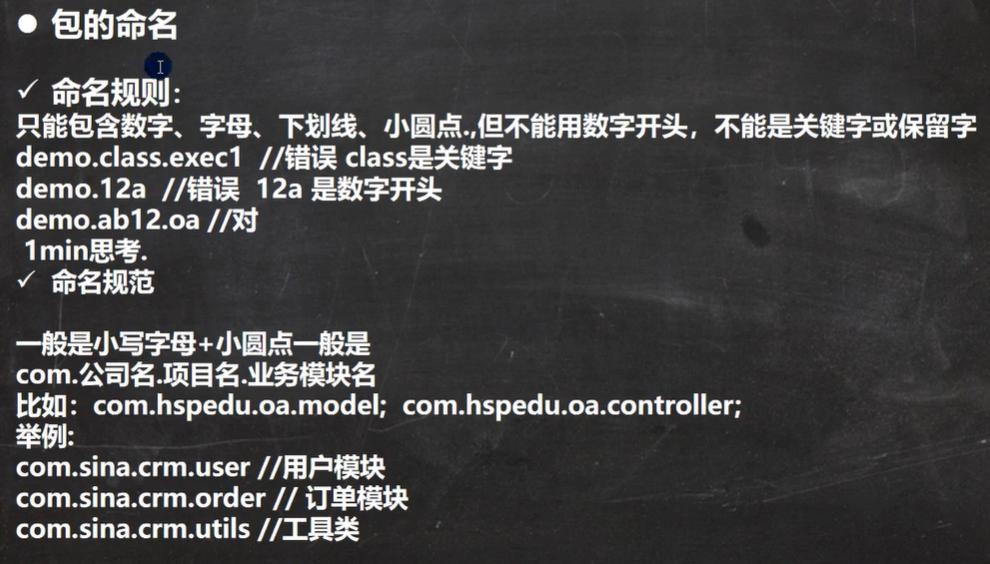 ● 包的命名
✓ 命名规则：
只能包含数字、字母、下划线、小圆点.,但不能用数字开头，不能是关键字或保留字
demo.class.exec1 //错误 class是关键字
demo.12a //错误 12a 是数字开头
demo.ab12.oa //对
1min思考.
✓ 命名规范
一般是小写字母+小圆点一般是
com.公司名.项目名.业务模块名
比如：com.hspedu.oa.model; com.hspedu.oa.controller;
举例:
com.sina.crm.user //用户模块
com.sina.crm.order // 订单模块
com.sina.crm.utils //工具类